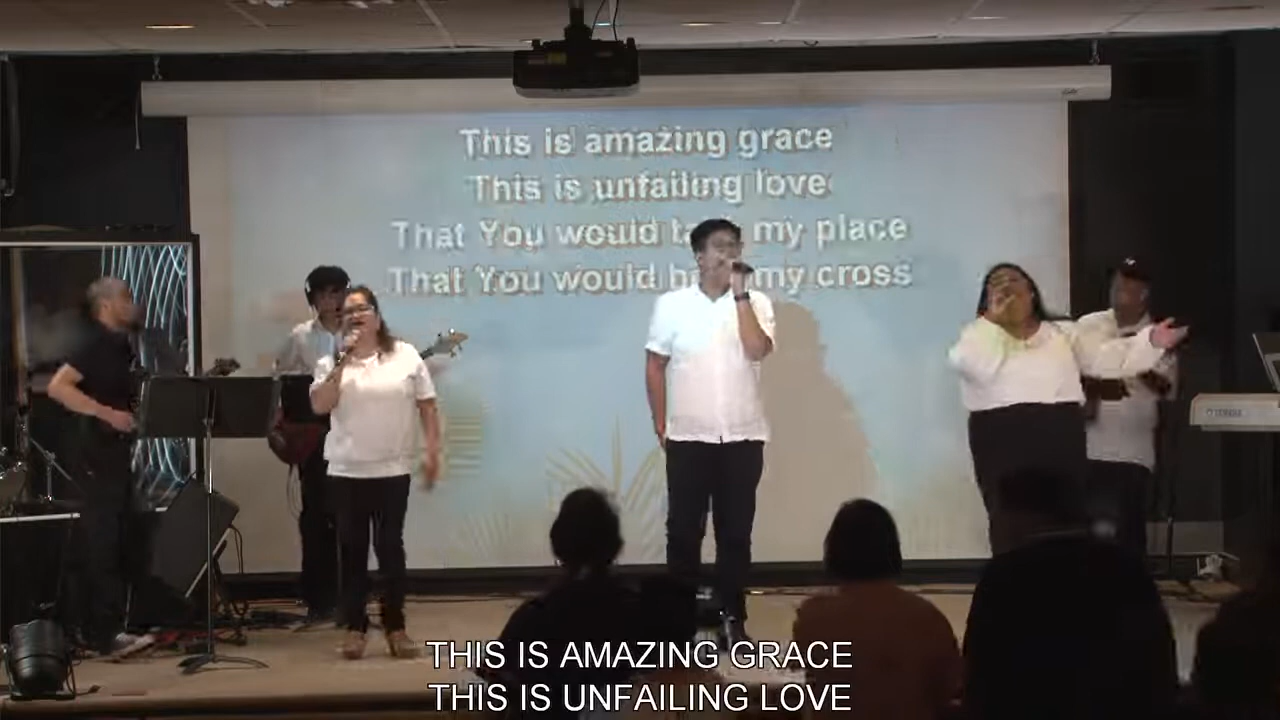 This is amazing grace
This is unfailing love
That You would my place
That You would my cross
YAMAHA
THIS IS AMAZING GRACE
THIS IS UNFAILING LOVE